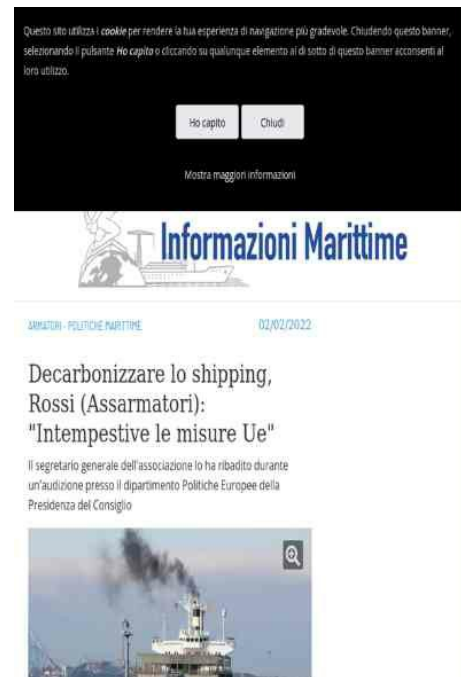 Questo sito utilizza i cookie per rendere la tua esperienza di navigazione più gradevole. Chiudendo questo banner,
selezionando il pulsante Ho capito o cliccando su qualunque elemento al di sotto di questo banner acconsenti al
loro utilizzo.
Ho capito
Chiudi
Mostra maggiori informazioni
Informazioni Marittime
ARMATORI - POLITICHE MARITTIME
02/02/2022
Decarbonizzare lo shipping,
Rossi (Assarmatori):
"Intempestive le misure Ue"
Il segretario generale dell'associazione lo ha ribadito durante
un'audizione presso il dipartimento Politiche Europee della
Presidenza del Consiglio